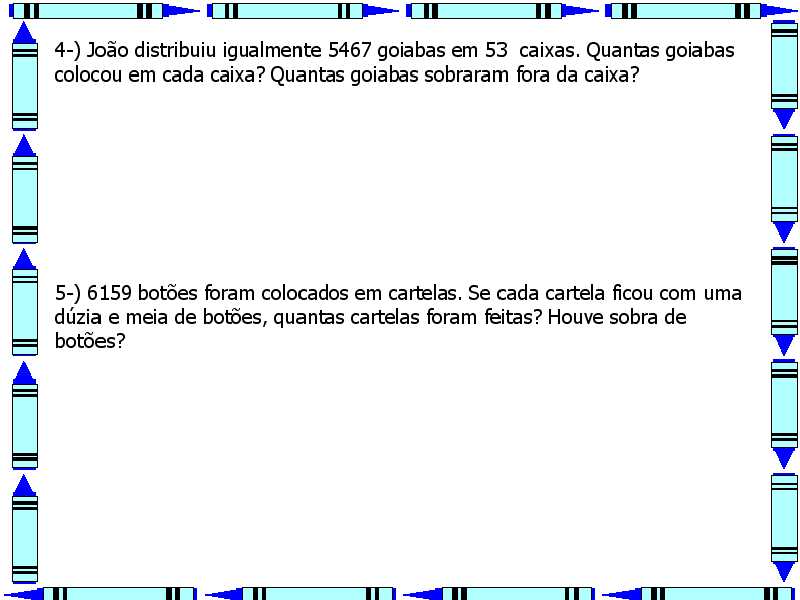 4-) João distribuiu igualmente 5467 goiabas em 53  caixas. Quantas goiabas
colocou em cada caixa? Quantas goiabas sobraram fora da caixa?
5-) 6159 botões foram colocados em cartelas. Se cada cartela ficou com uma
dúzia e meia de botões, quantas cartelas foram feitas? Houve sobra de
botões?